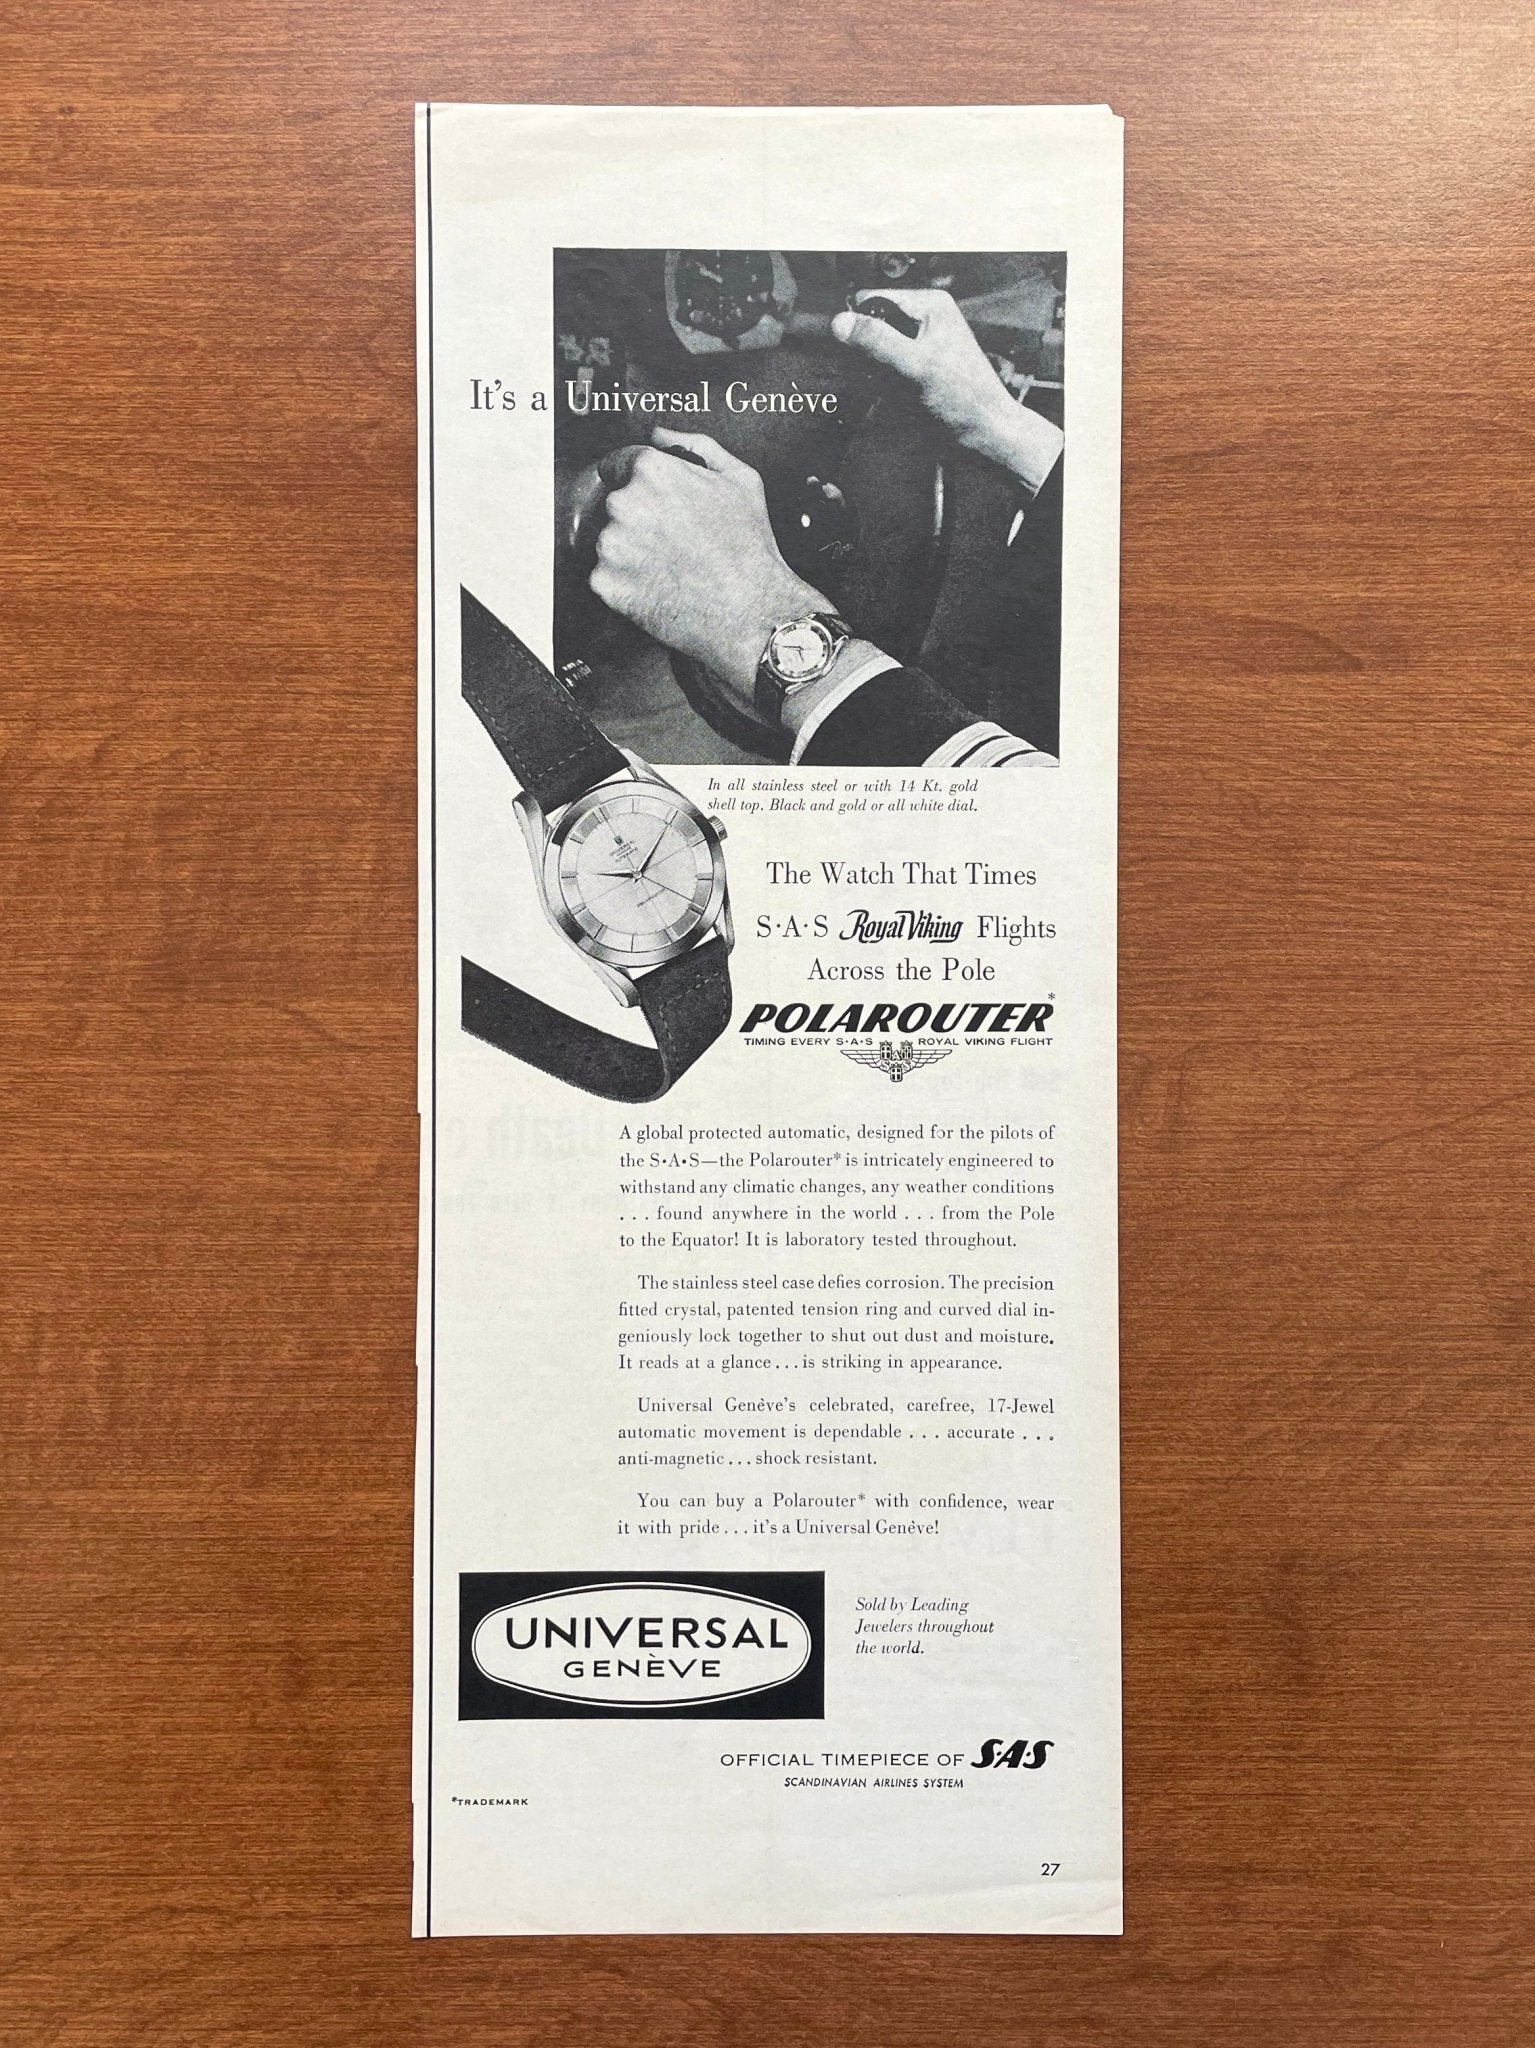 It's a Universal Genève
In all stainless steel or with 14 Kt. gold
shell top. Black and gold or all white dial.
UNIVERSAL
The Watch That Times
S·A·S Royal Viking Flights
Across the Pole
POLAROUTER*
TIMING EVERY S·A·S ROYAL VIKING FLIGHT
SAS
A global protected automatic, designed for the pilots of
the S•A•S—the Polarouter* is intricately engineered to
withstand any climatic changes, any weather conditions
. . . found anywhere in the world . . . from the Pole
to the Equator! It is laboratory tested throughout.
The stainless steel case defies corrosion. The precision
fitted crystal, patented tension ring and curved dial in-
geniously lock together to shut out dust and moisture.
It reads at a glance . . . is striking in appearance.
Universal Genève's celebrated, carefree, 17-Jewel
automatic movement is dependable . . . accurate . . .
anti-magnetic . . . shock resistant.
You can buy a Polarouter* with confidence, wear
it with pride . . . it's a Universal Genève!
UNIVERSAL
GENÈVE
Sold by Leading
Jewelers throughout
the world.
OFFICIAL TIMEPIECE OF S·A·S
SCANDINAVIAN AIRLINES SYSTEM
*TRADEMARK
27